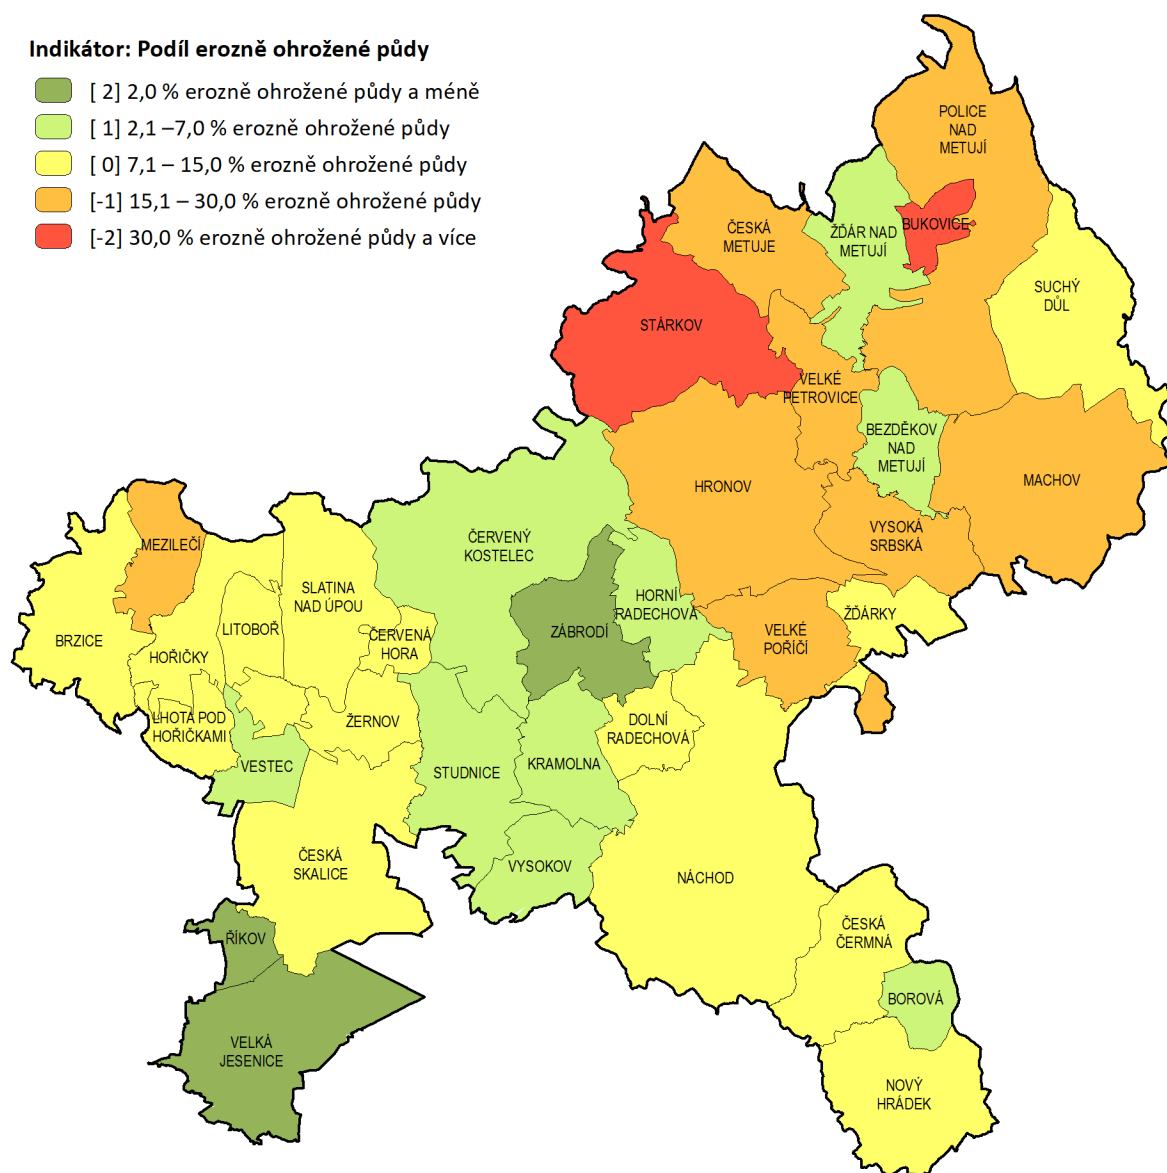 Indikátor: Podíl erozně ohrožené půdy
[ 2] 2,0 % erozně ohrožené půdy a méně
[ 1] 2,1 –7,0 % erozně ohrožené půdy
[ 0] 7,1 – 15,0 % erozně ohrožené půdy
[-1] 15,1 – 30,0 % erozně ohrožené půdy
[-2] 30,0 % erozně ohrožené půdy a více
POLICE
NAD
METUJÍ
ČESKÁ
METUJE
ŽĎÁR NAD
METUJÍ
BUKOVICE
SUCHÝ
DŮL
STÁRKOV
VELKÉ
PETROVICE
BEZDĚKOV
NAD
METUJÍ
MACHOV
HRONOV
VYSOKÁ
SRBSKÁ
ČERVENÝ
KOSTELEC
MEZILEČÍ
SLATINA
NAD ÚPOU
HORNÍ
RADECHOVÁ
ŽĎÁRKY
BRZICE
LITOBOŘ
ČERVENÁ
HORA
ZÁBRODÍ
VELKÉ
POŘÍČÍ
HOŘIČKY
LHOTA POD
HOŘIČKAMI
ŽERNOV
DOLNÍ
RADECHOVÁ
VESTEC
STUDNICE
KRAMOLNA
ČESKÁ
SKALICE
VYSOKOV
NÁCHOD
ŘÍKOV
ČESKÁ
ČERMNÁ
BOROVÁ
VELKÁ
JESENICE
NOVÝ
HRÁDEK